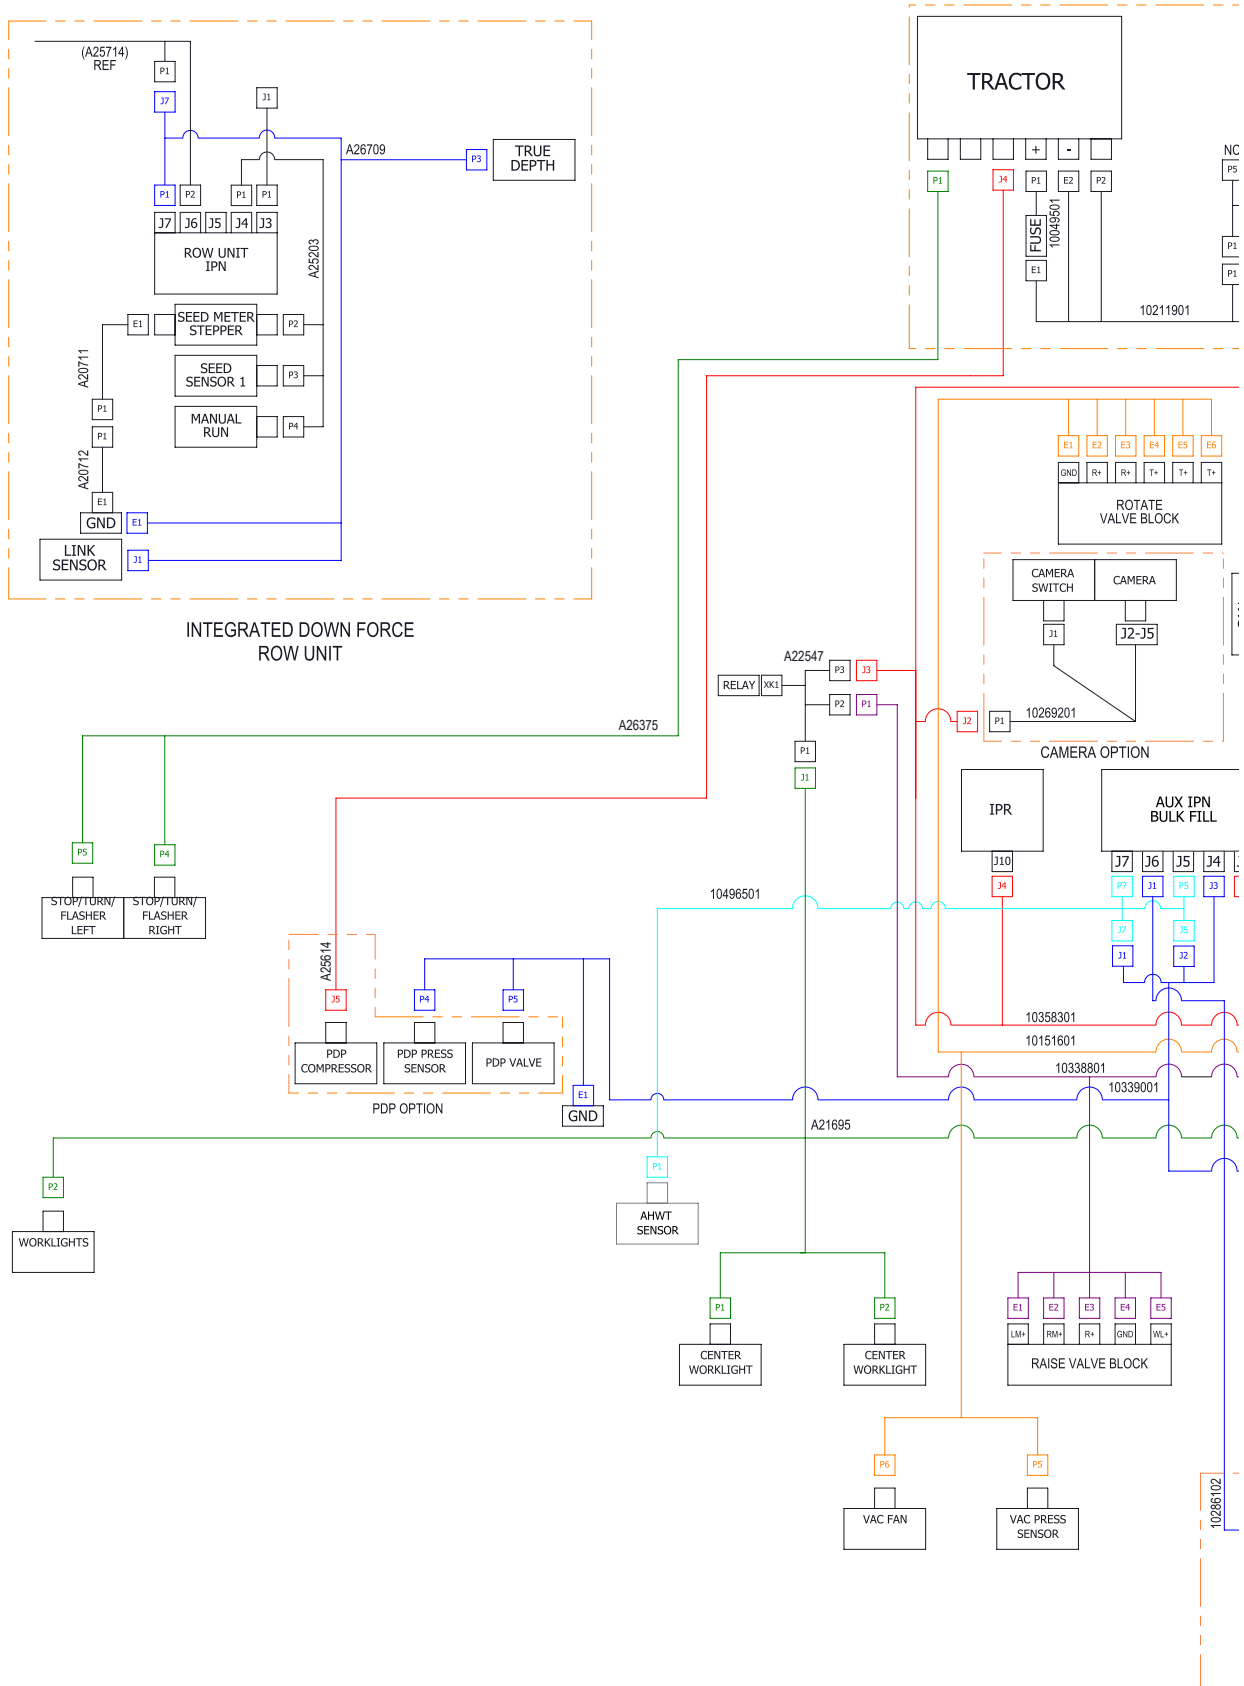 (A25714)
REF
P1
J7
J1
A26709
P3
TRUE
DEPTH
P1
P2
P1
P1
J7
J6
J5
J4
J3
ROW UNIT
IPN
A25203
SEED METER
STEPPER
E1
P2
A20711
SEED
SENSOR 1
P3
P1
MANUAL
RUN
P4
P1
A20712
E1
GND
E1
LINK
SENSOR
J1
INTEGRATED DOWN FORCE
ROW UNIT
TRACTOR
+
-
P1
J4
P1
E2
P2
FUSE
10049501
E1
10211901
NO
P5
P1
P1
E1
E2
E3
E4
E5
E6
GND
R+
R+
T+
T+
T+
ROTATE
VALVE BLOCK
CAMERA
SWITCH
CAMERA
J1
J2-J5
P1
10269201
CAMERA OPTION
A22547
RELAY
XK1
P3
J3
P2
P1
J2
P1
J1
A26375
P5
P4
STOP/TURN/
FLASHER
LEFT
STOP/TURN/
FLASHER
RIGHT
IPR
J10
J4
AUX IPN
BULK FILL
J7
J6
J5
J4
P7
J1
P5
J3
J7
J5
J1
J2
10496501
A25614
J5
P4
P5
PDP
COMPRESSOR
PDP PRESS
SENSOR
PDP VALVE
PDP OPTION
E1
GND
10358301
10151601
10338801
10339001
A21695
P2
WORKLIGHTS
P1
AHWT
SENSOR
P1
P2
CENTER
WORKLIGHT
CENTER
WORKLIGHT
E1
E2
E3
E4
E5
LM+
RM+
R+
GND
WL+
RAISE VALVE BLOCK
P6
P5
VAC FAN
VAC PRESS
SENSOR
10286102